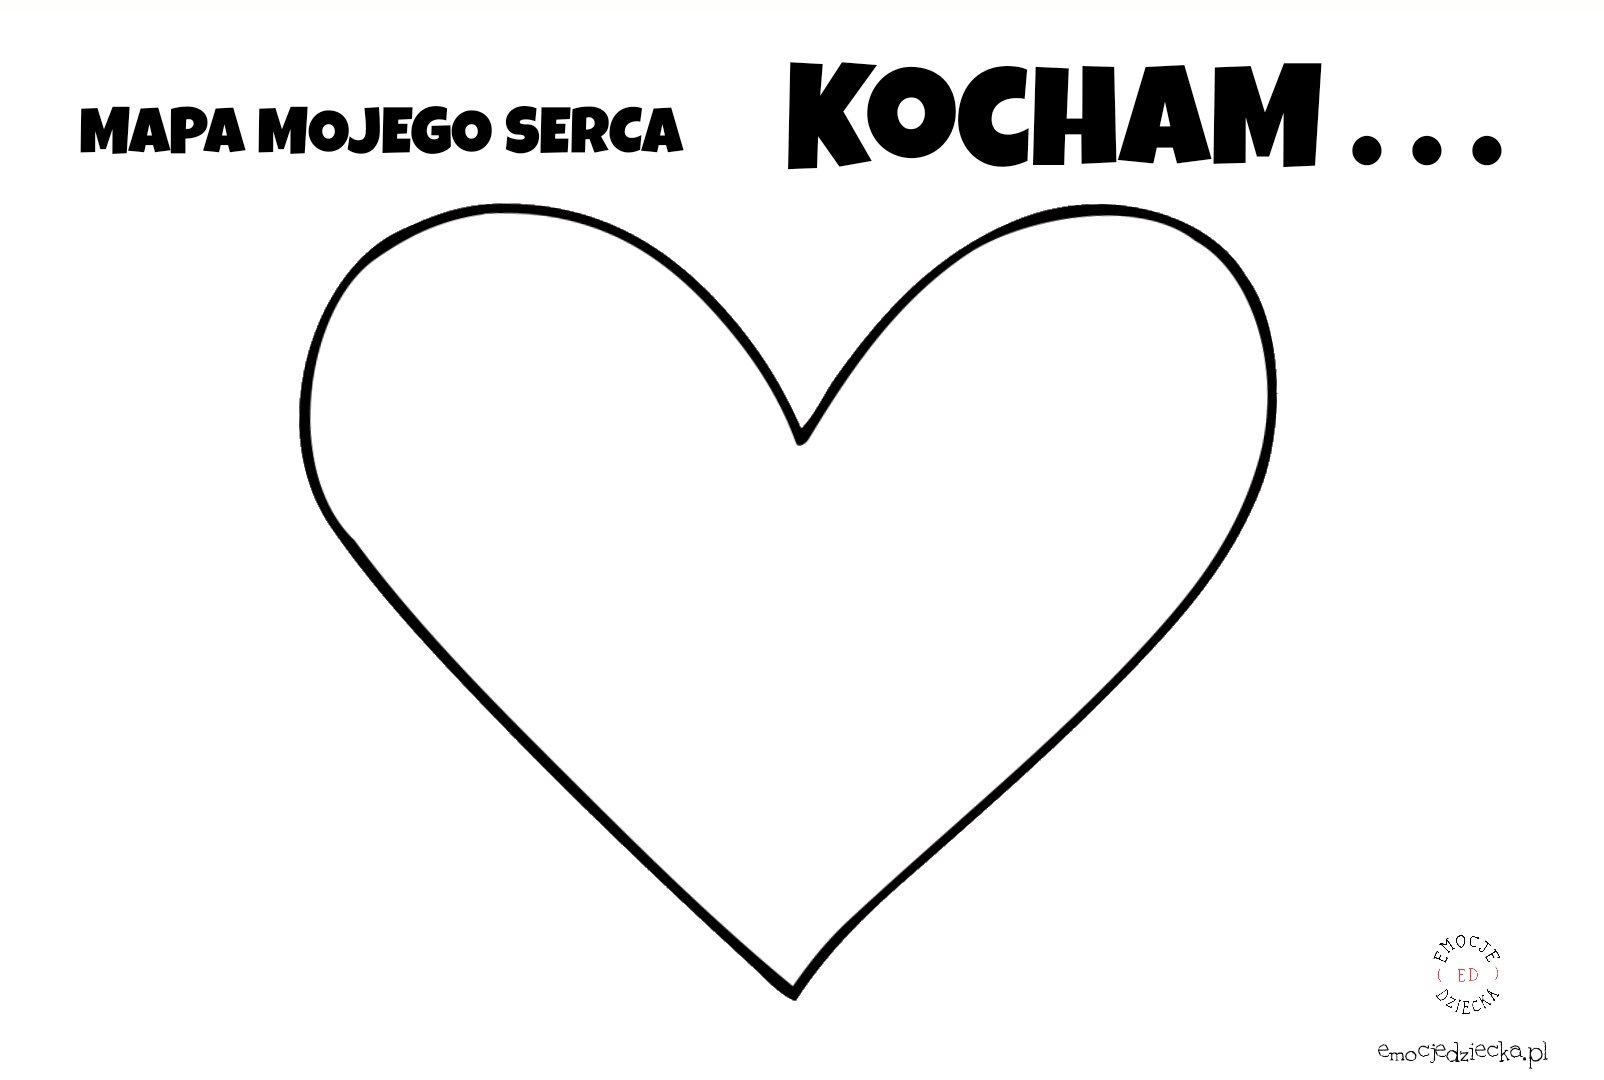 MAPA MOJEGO SERCA
KOCHAM . . .
EMOCJE
( ED )
DZIECKA
emocjedziecka.pl